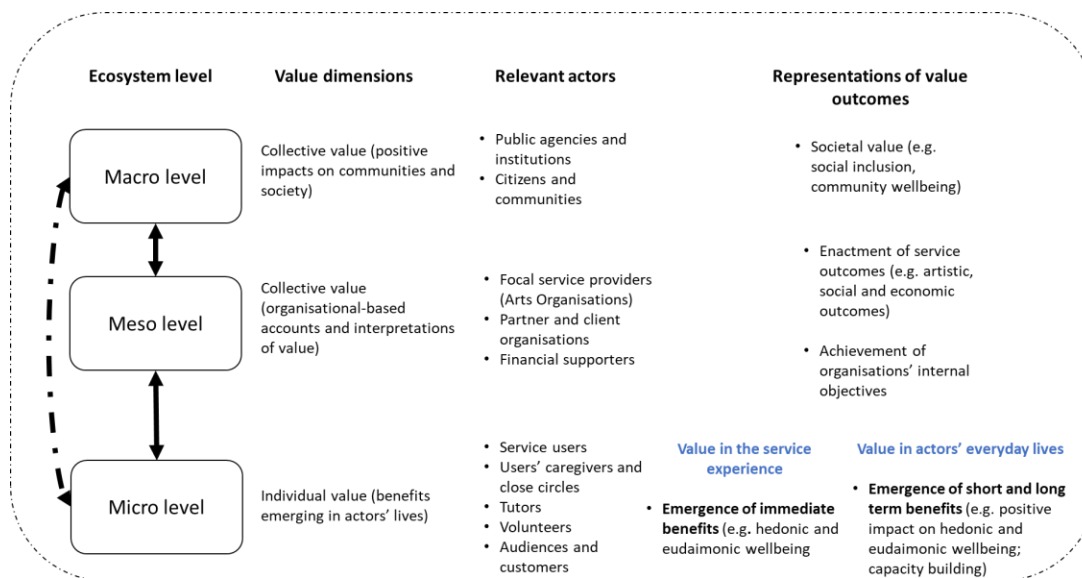 Ecosystem level
Value dimensions
Relevant actors
Representations of value
outcomes
Macro level
Collective value (positive
impacts on communities and
society)
• Public agencies and
institutions
• Citizens and
communities
• Societal value (e.g.
social inclusion,
community wellbeing)
Meso level
Collective value
(organisational-based
accounts and interpretations
of value)
• Focal service providers
(Arts Organisations)
• Partner and client
organisations
• Financial supporters
• Enactment of service
outcomes (e.g. artistic,
social and economic
outcomes)
• Achievement of
organisations' internal
objectives
Micro level
Individual value (benefits
emerging in actors' lives)
• Service users
• Users' caregivers and
close circles
• Tutors
• Volunteers
• Audiences and
customers
Value in the service
experience
• Emergence of immediate
benefits (e.g. hedonic and
eudaimonic wellbeing
Value in actors' everyday lives
• Emergence of short and long
term benefits (e.g. positive
impact on hedonic and
eudaimonic wellbeing;
capacity building)